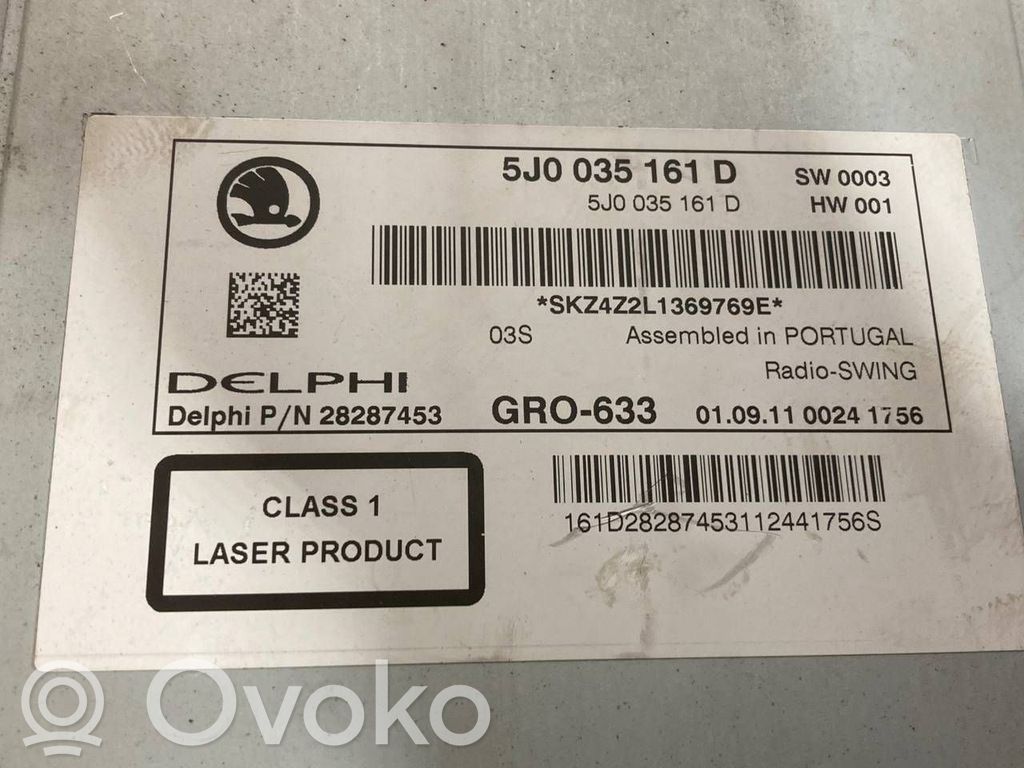 5J0 035 161 D SW 0003
5J0 035 161 D HW 001
*SKZ4Z2L1369769E*
03S Assembled in PORTUGAL
Radio-SWING
DELPHI
Delphi P/N 28287453 GRO-633 01.09.11 0024 1756
CLASS 1
LASER PRODUCT
161D28287453112441756S
Ovoko